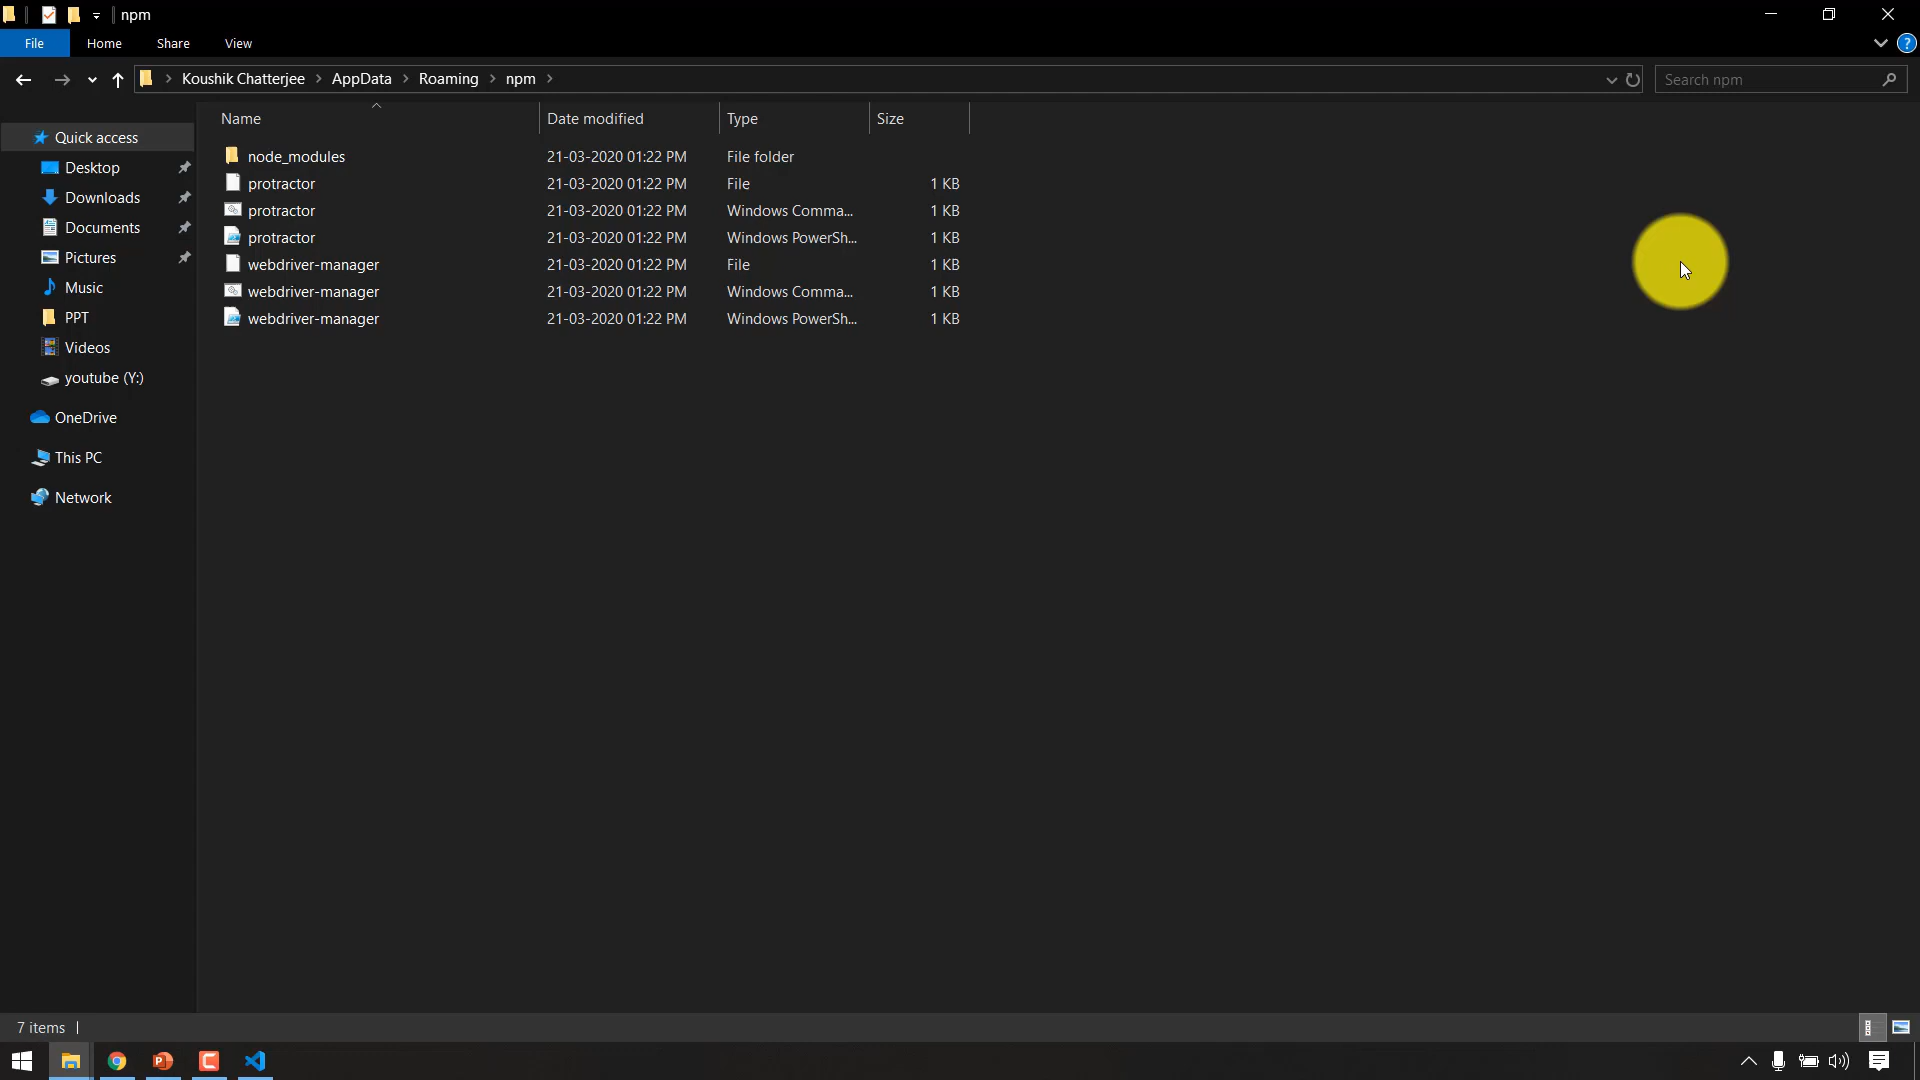 npm
File Home Share View ?
Koushik Chatterjee AppData Roaming npm Search npm
Name Date modified Type Size
Quick access
Desktop
Downloads
Documents
Pictures
Music
PPT
Videos
youtube (Y:)
OneDrive
This PC
Network
node_modules 21-03-2020 01:22 PM File folder
protractor 21-03-2020 01:22 PM File 1 KB
protractor 21-03-2020 01:22 PM Windows Comma... 1 KB
protractor 21-03-2020 01:22 PM Windows PowerSh... 1 KB
webdriver-manager 21-03-2020 01:22 PM File 1 KB
webdriver-manager 21-03-2020 01:22 PM Windows Comma... 1 KB
webdriver-manager 21-03-2020 01:22 PM Windows PowerSh... 1 KB
7 items